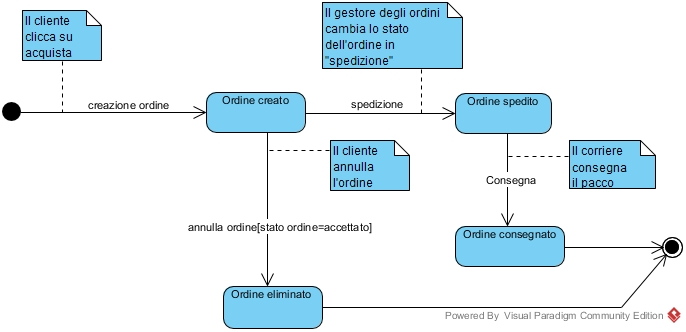 Il cliente
clicca su
acquista
Il gestore degli ordini
cambia lo stato
dell'ordine in
"spedizione"
creazione ordine
Ordine creato
spedizione
Ordine spedito
Il cliente
annulla
l'ordine
Il corriere
consegna
il pacco
Consegna
annulla ordine[stato ordine=accettato]
Ordine consegnato
Ordine eliminato
Powered By Visual Paradigm Community Edition